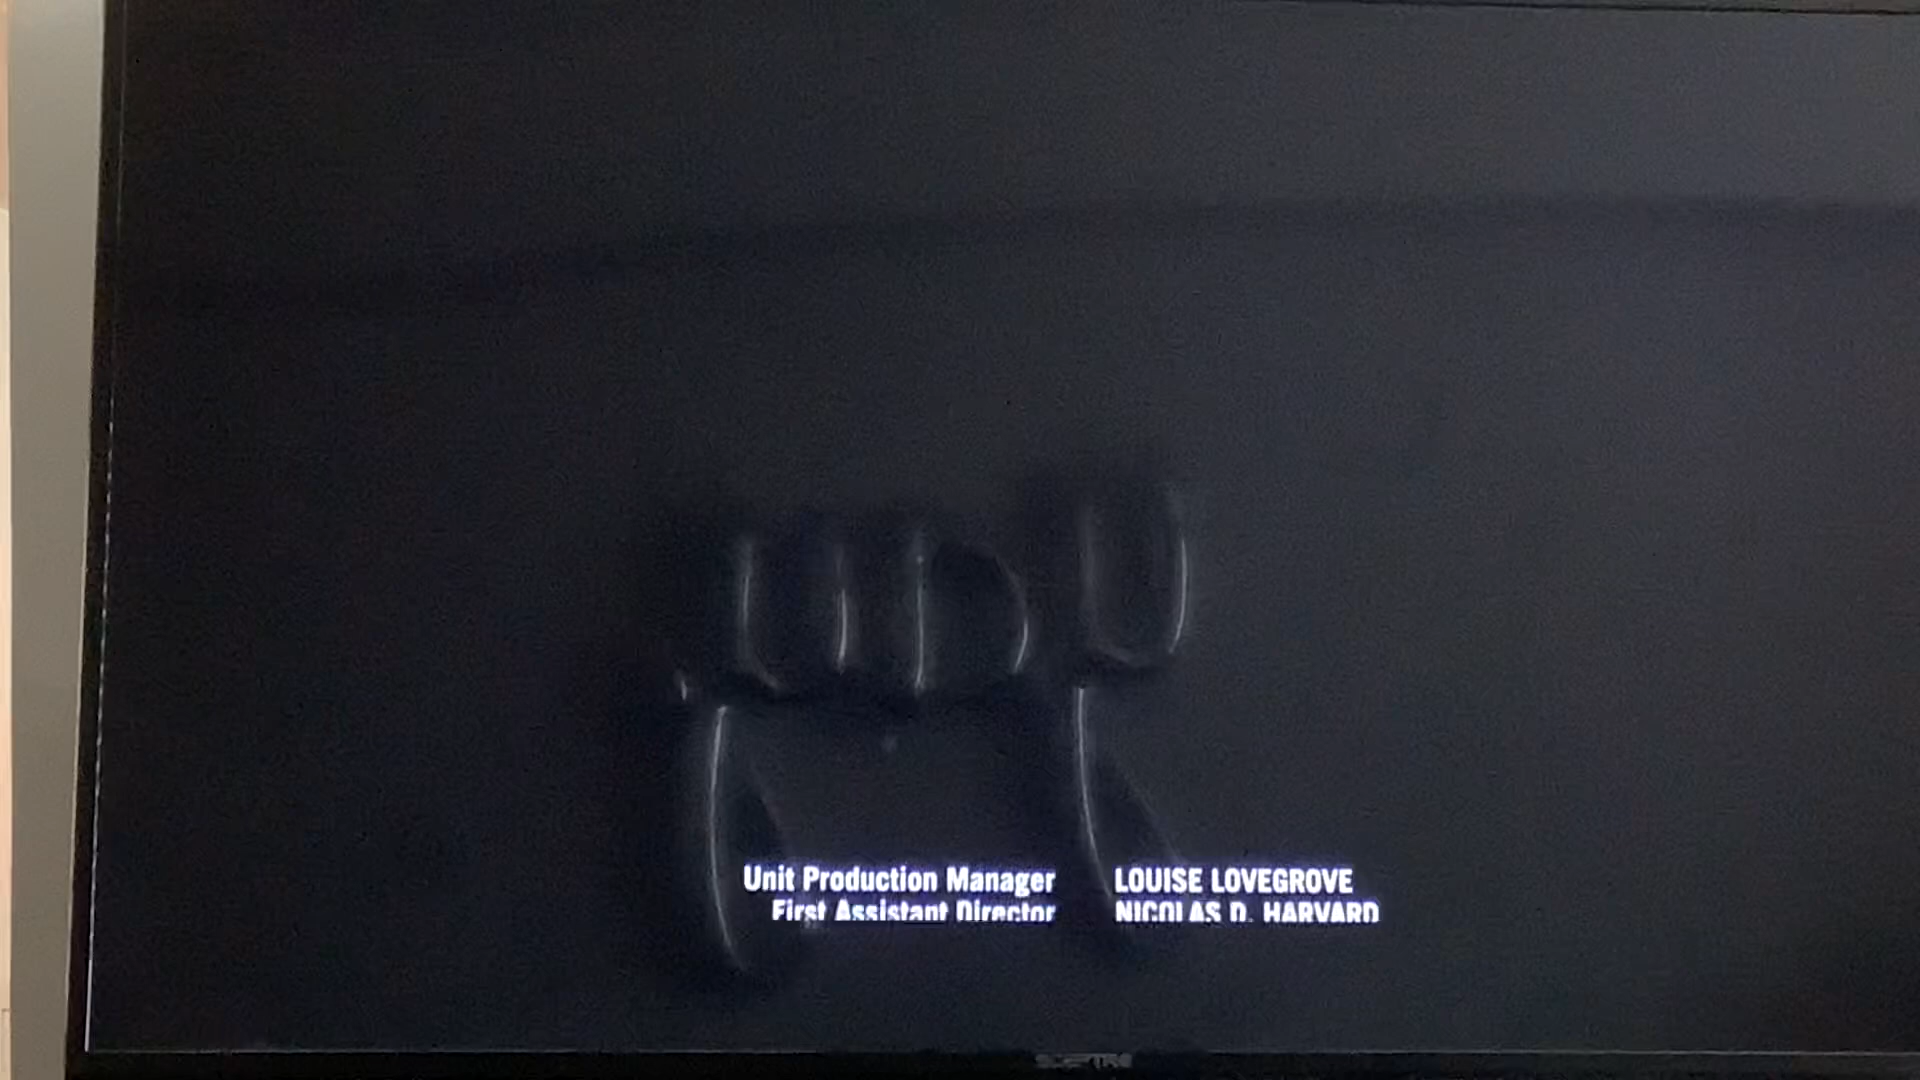 Unit Production Manager LOUISE LOVEGROVE
First Assistant Director NICOLAS D. HARVARD